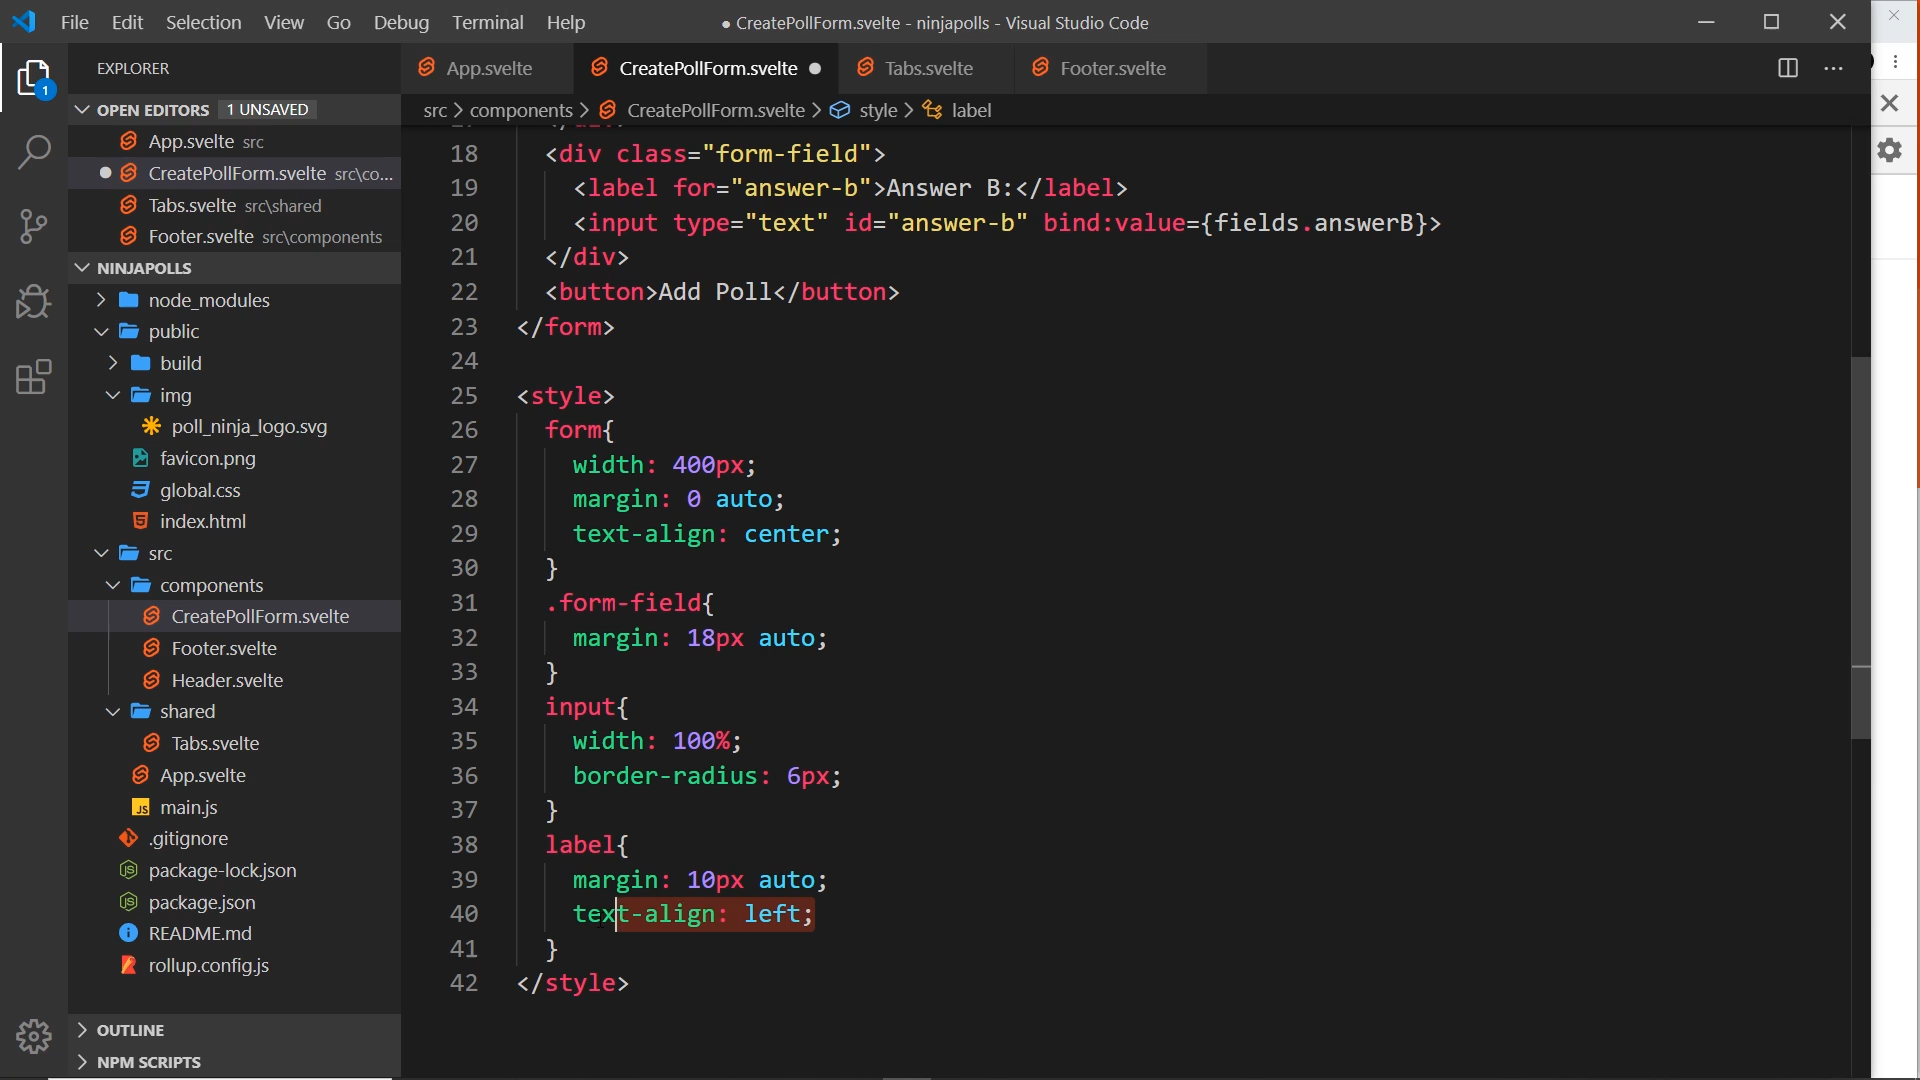 File Edit Selection View Go Debug Terminal Help
● CreatePollForm.svelte - ninjapolls - Visual Studio Code
EXPLORER
App.svelte
CreatePollForm.svelte
Tabs.svelte
Footer.svelte
OPEN EDITORS 1 UNSAVED
App.svelte src
CreatePollForm.svelte src\co...
Tabs.svelte src\shared
Footer.svelte src\components
NINJAPOLLS
node_modules
public
build
img
poll_ninja_logo.svg
favicon.png
global.css
index.html
src
components
CreatePollForm.svelte
Footer.svelte
Header.svelte
shared
Tabs.svelte
App.svelte
main.js
.gitignore
package-lock.json
package.json
README.md
rollup.config.js
OUTLINE
NPM SCRIPTS
1
src > components > CreatePollForm.svelte > style > label
18 <div class="form-field">
19 <label for="answer-b">Answer B:</label>
20 <input type="text" id="answer-b" bind:value={fields.answerB}>
21 </div>
22 <button>Add Poll</button>
23 </form>
24
25 <style>
26 form{
27 width: 400px;
28 margin: 0 auto;
29 text-align: center;
30 }
31 .form-field{
32 margin: 18px auto;
33 }
34 input{
35 width: 100%;
36 border-radius: 6px;
37 }
38 label{
39 margin: 10px auto;
40 text-align: left;
41 }
42 </style>